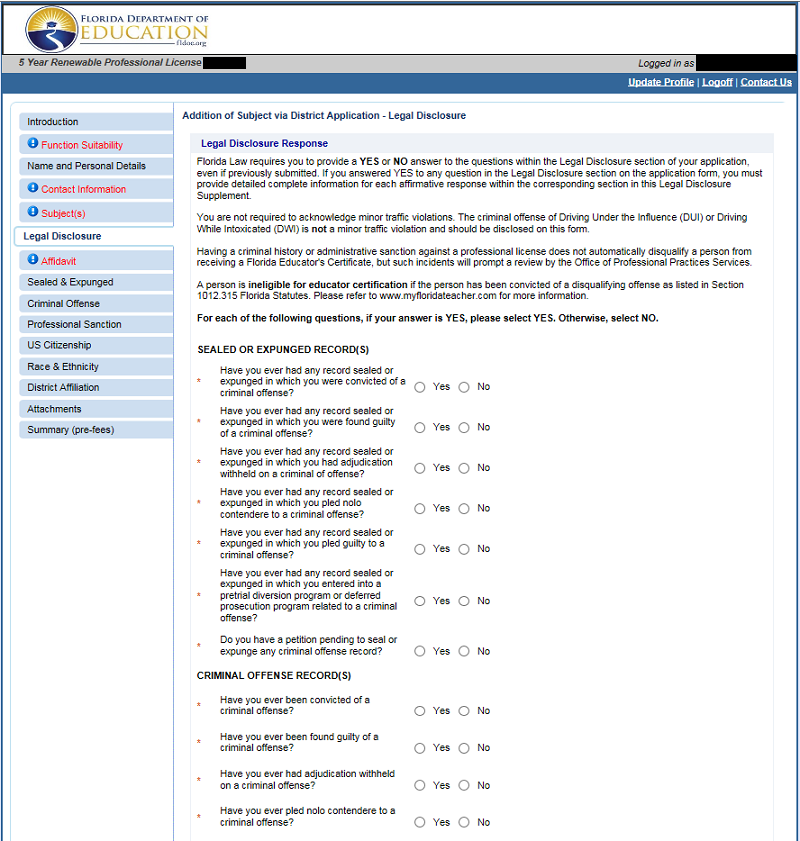 FLORIDA DEPARTMENT OF
EDUCATION
fldoe.org
5 Year Renewable Professional License
Logged in as
Update Profile | Logoff | Contact Us
Introduction
Function Suitability
Name and Personal Details
Contact Information
Subject(s)
Legal Disclosure
Affidavit
Sealed & Expunged
Criminal Offense
Professional Sanction
US Citizenship
Race & Ethnicity
District Affiliation
Attachments
Summary (pre-fees)
Addition of Subject via District Application - Legal Disclosure
Legal Disclosure Response
Florida Law requires you to provide a YES or NO answer to the questions within the Legal Disclosure section of your application,
even if previously submitted. If you answered YES to any question in the Legal Disclosure section on the application form, you must
provide detailed complete information for each affirmative response within the corresponding section in this Legal Disclosure
Supplement.
You are not required to acknowledge minor traffic violations. The criminal offense of Driving Under the Influence (DUI) or Driving
While Intoxicated (DWI) is not a minor traffic violation and should be disclosed on this form.
Having a criminal history or administrative sanction against a professional license does not automatically disqualify a person from
receiving a Florida Educator's Certificate, but such incidents will prompt a review by the Office of Professional Practices Services.
A person is ineligible for educator certification if the person has been convicted of a disqualifying offense as listed in Section
1012.315 Florida Statutes. Please refer to www.myfloridateacher.com for more information.
For each of the following questions, if your answer is YES, please select YES. Otherwise, select NO.
SEALED OR EXPUNGED RECORD(S)
Have you ever had any record sealed or
* expunged in which you were convicted of a
criminal offense? Yes No
Have you ever had any record sealed or
* expunged in which you were found guilty
of a criminal offense? Yes No
Have you ever had any record sealed or
* expunged in which you had adjudication
withheld on a criminal of offense? Yes No
Have you ever had any record sealed or
* expunged in which you pled nolo
contendere to a criminal offense? Yes No
Have you ever had any record sealed or
* expunged in which you pled guilty to a
criminal offense? Yes No
Have you ever had any record sealed or
expunged in which you entered into a
* pretrial diversion program or deferred
prosecution program related to a criminal Yes No
offense?
Do you have a petition pending to seal or
* expunge any criminal offense record? Yes No
CRIMINAL OFFENSE RECORD(S)
* Have you ever been convicted of a
criminal offense? Yes No
* Have you ever been found guilty of a
criminal offense? Yes No
* Have you ever had adjudication withheld
on a criminal offense? Yes No
* Have you ever pled nolo contendere to a
criminal offense? Yes No